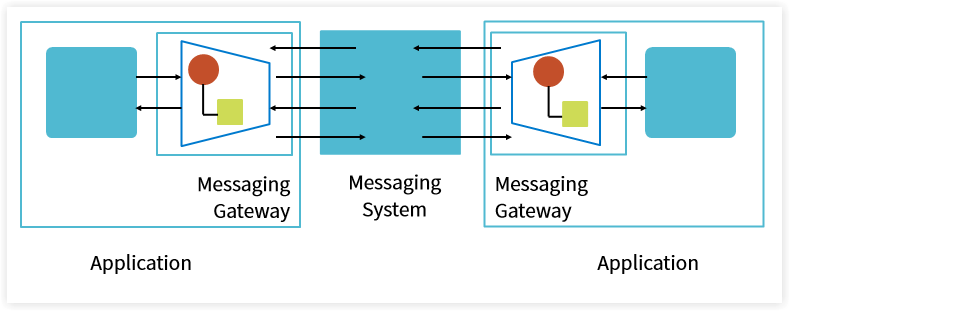 Messaging
Gateway
Messaging
System
Messaging
Gateway
Application
Application